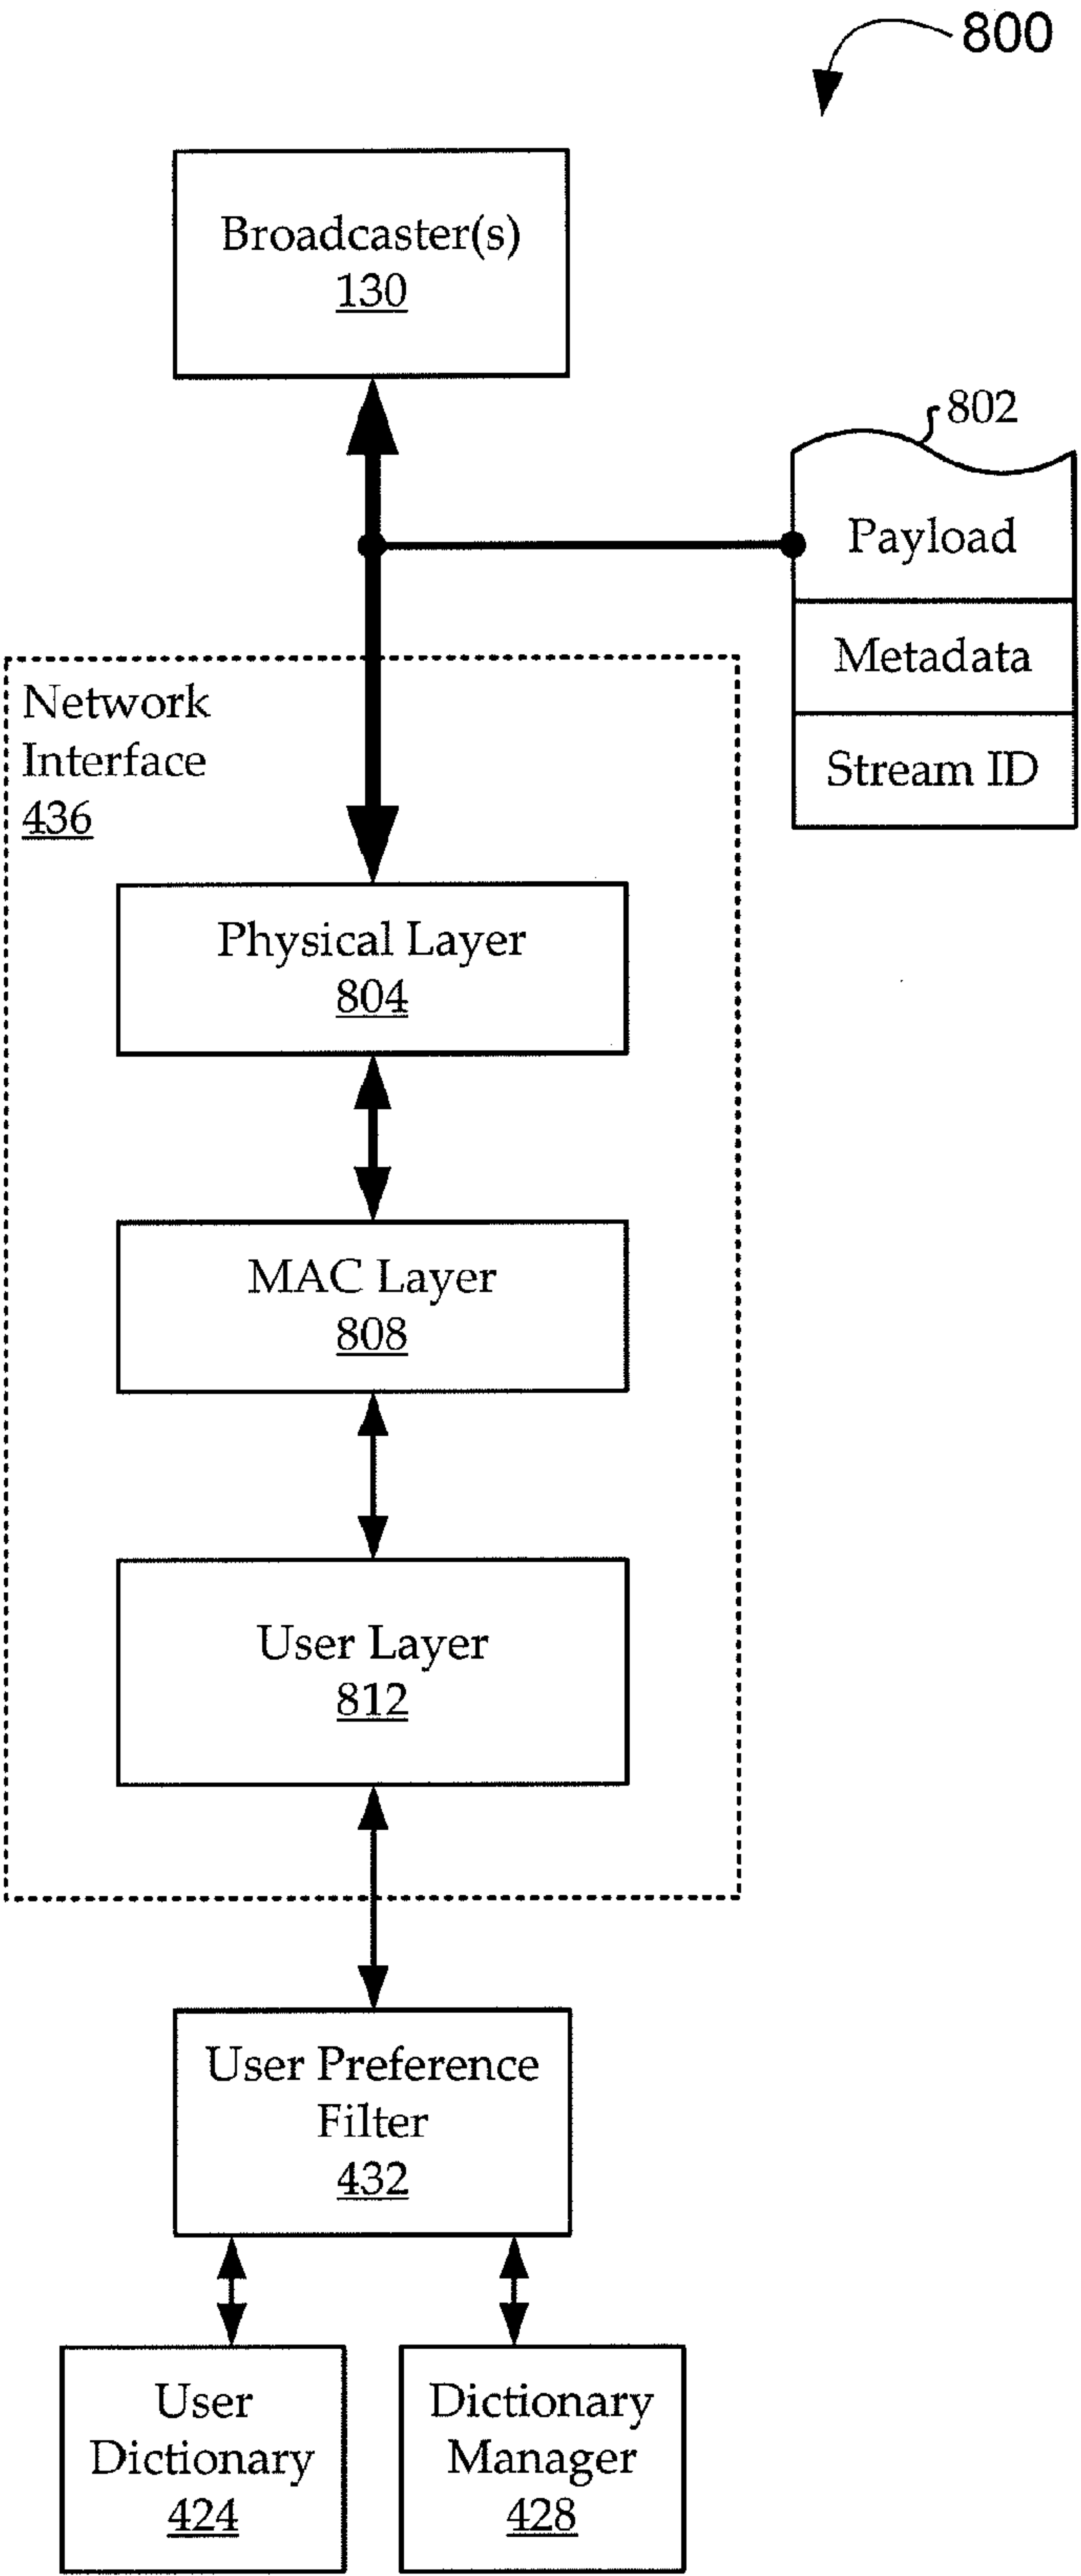 800
Broadcaster(s)
130
802
Payload
Metadata
Stream ID
Network
Interface
436
Physical Layer
804
MAC Layer
808
User Layer
812
User Preference
Filter
432
User
Dictionary
424
Dictionary
Manager
428